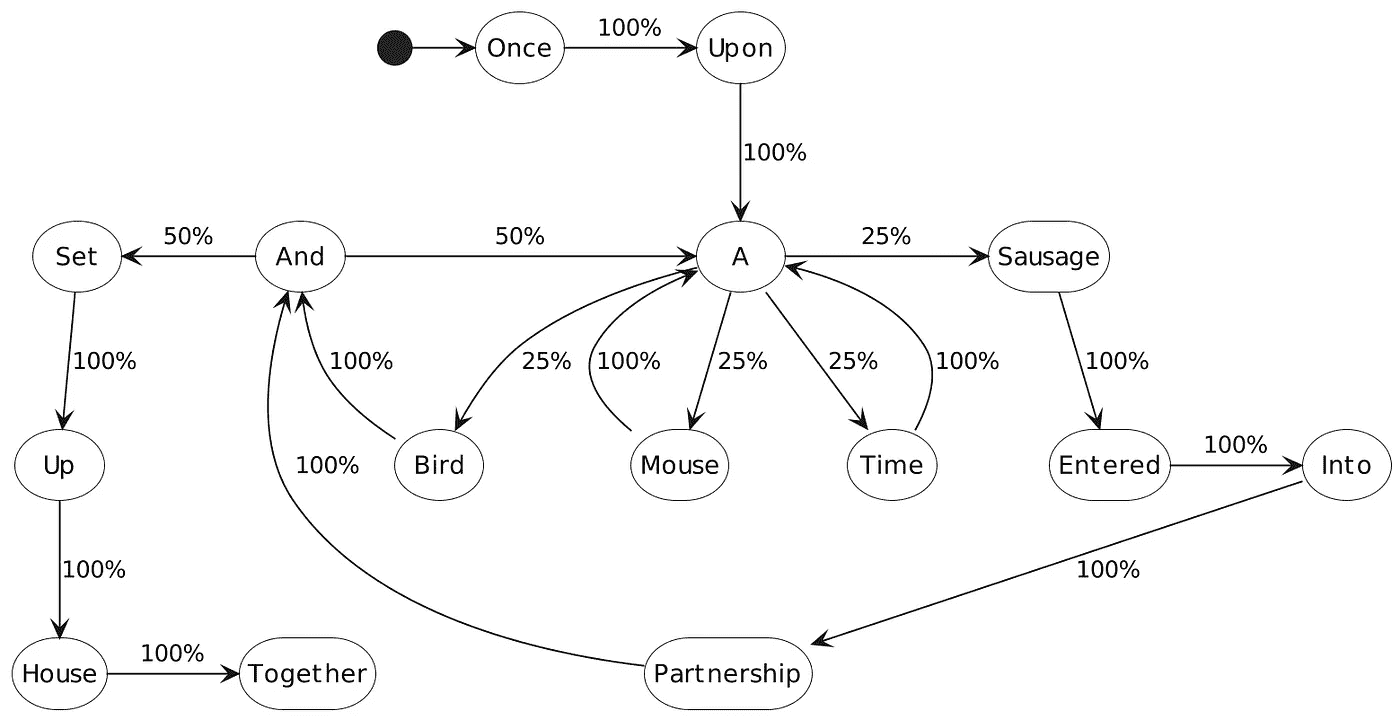 100%
Once
Upon
100%
50%
50%
25%
Set
And
A
Sausage
100%
100%
25%
100%
25%
25%
100%
100%
100%
Up
100%
Bird
Mouse
Time
Entered
Into
100%
100%
100%
House
Together
Partnership